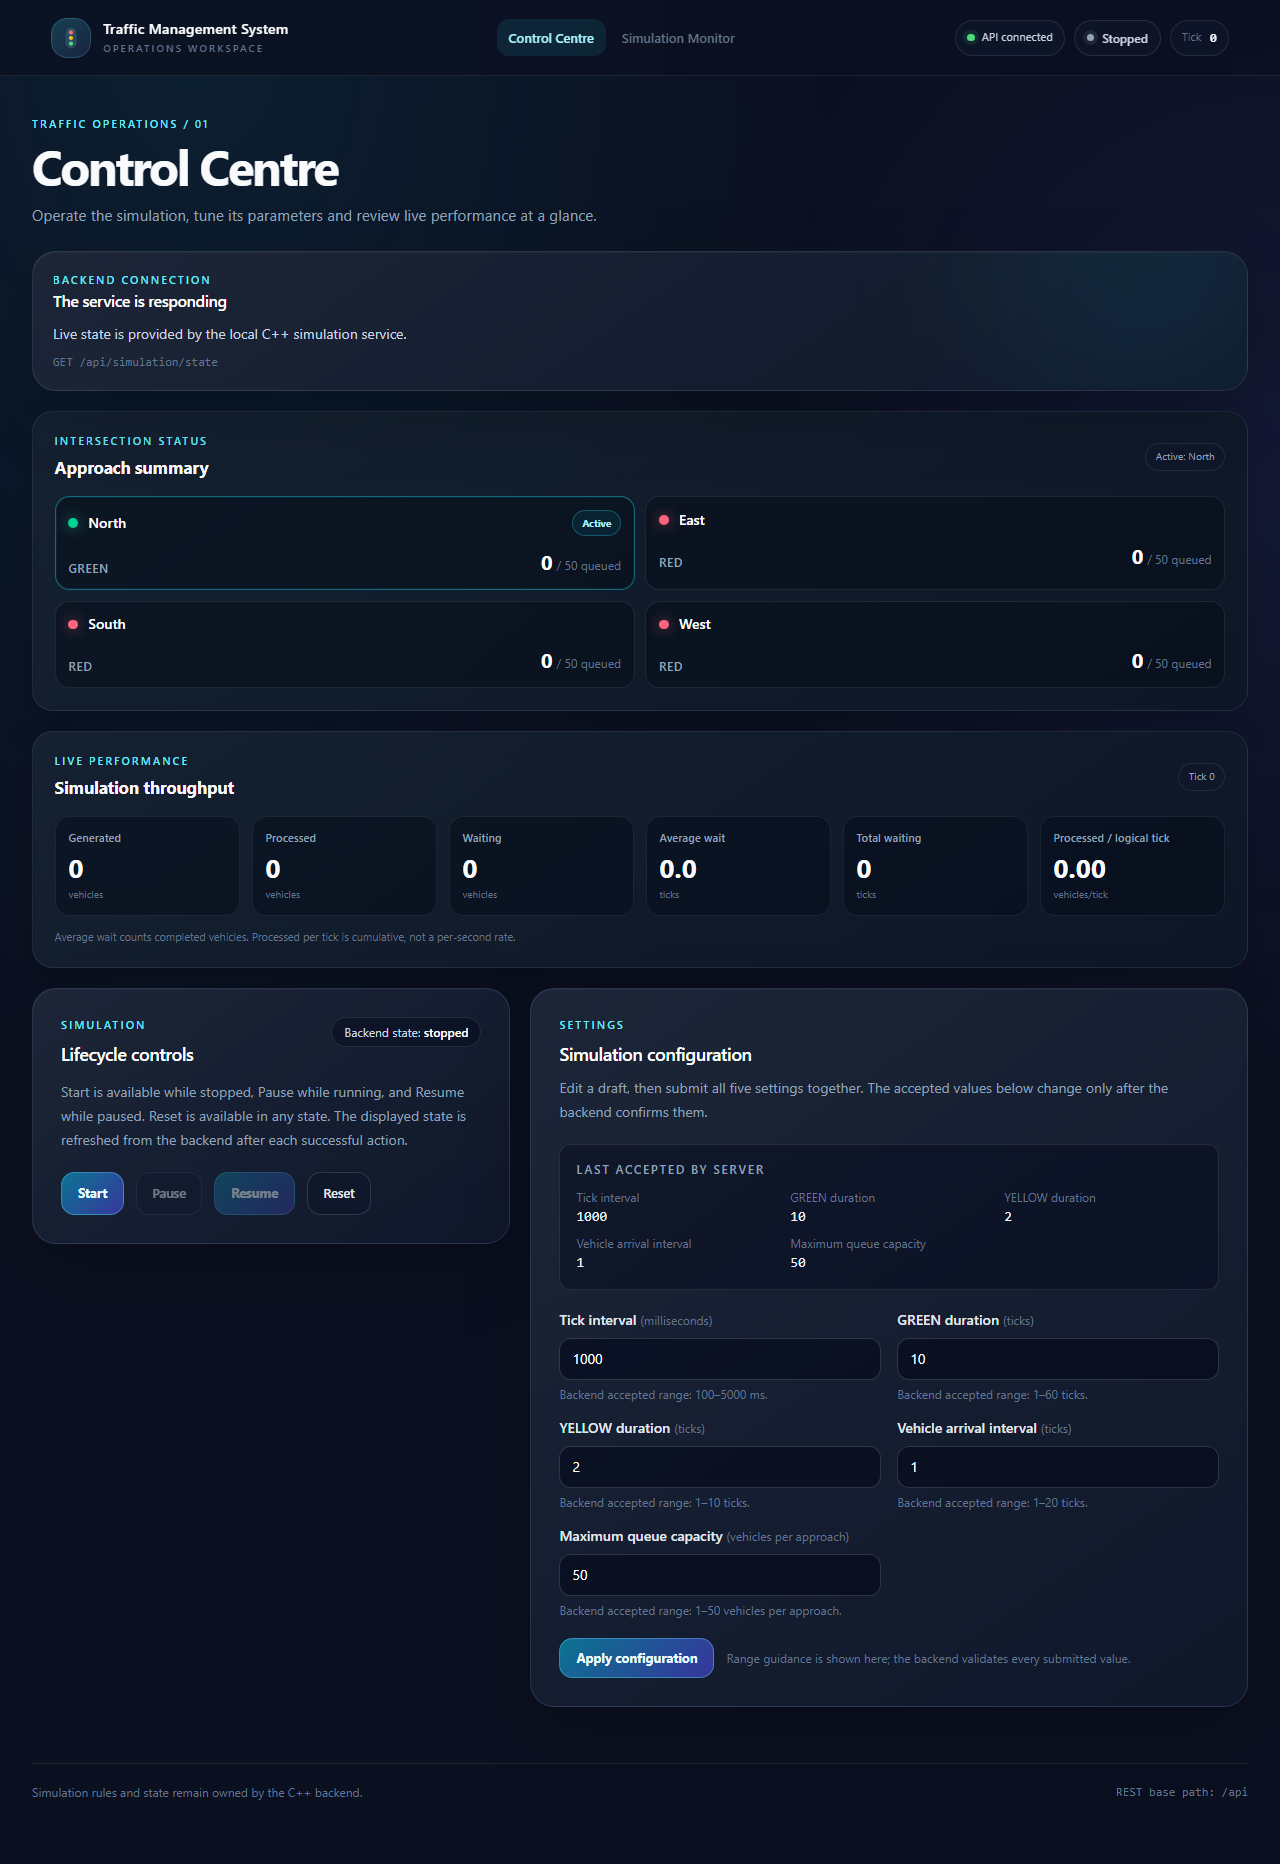 Traffic Management System
OPERATIONS WORKSPACE
Control Centre
Simulation Monitor
API connected
Stopped
Tick 0
TRAFFIC OPERATIONS / 01
Control Centre
Operate the simulation, tune its parameters and review live performance at a glance.
BACKEND CONNECTION
The service is responding
Live state is provided by the local C++ simulation service.
GET /api/simulation/state
INTERSECTION STATUS
Approach summary
Active: North
North
Active
GREEN
0 / 50 queued
East
RED
0 / 50 queued
South
RED
0 / 50 queued
West
RED
0 / 50 queued
LIVE PERFORMANCE
Simulation throughput
Tick 0
Generated
0
vehicles
Processed
0
vehicles
Waiting
0
vehicles
Average wait
0.0
ticks
Total waiting
0
ticks
Processed / logical tick
0.00
vehicles/tick
Average wait counts completed vehicles. Processed per tick is cumulative, not a per-second rate.
SIMULATION
Lifecycle controls
Backend state: stopped
Start is available while stopped, Pause while running, and Resume
while paused. Reset is available in any state. The displayed state is
refreshed from the backend after each successful action.
Start
Pause
Resume
Reset
SETTINGS
Simulation configuration
Edit a draft, then submit all five settings together. The accepted values below change only after the
backend confirms them.
LAST ACCEPTED BY SERVER
Tick interval
1000
GREEN duration
10
YELLOW duration
2
Vehicle arrival interval
1
Maximum queue capacity
50
Tick interval (milliseconds)
1000
Backend accepted range: 100–5000 ms.
GREEN duration (ticks)
10
Backend accepted range: 1–60 ticks.
YELLOW duration (ticks)
2
Backend accepted range: 1–10 ticks.
Vehicle arrival interval (ticks)
1
Backend accepted range: 1–20 ticks.
Maximum queue capacity (vehicles per approach)
50
Backend accepted range: 1–50 vehicles per approach.
Apply configuration
Range guidance is shown here; the backend validates every submitted value.
Simulation rules and state remain owned by the C++ backend.
REST base path: /api